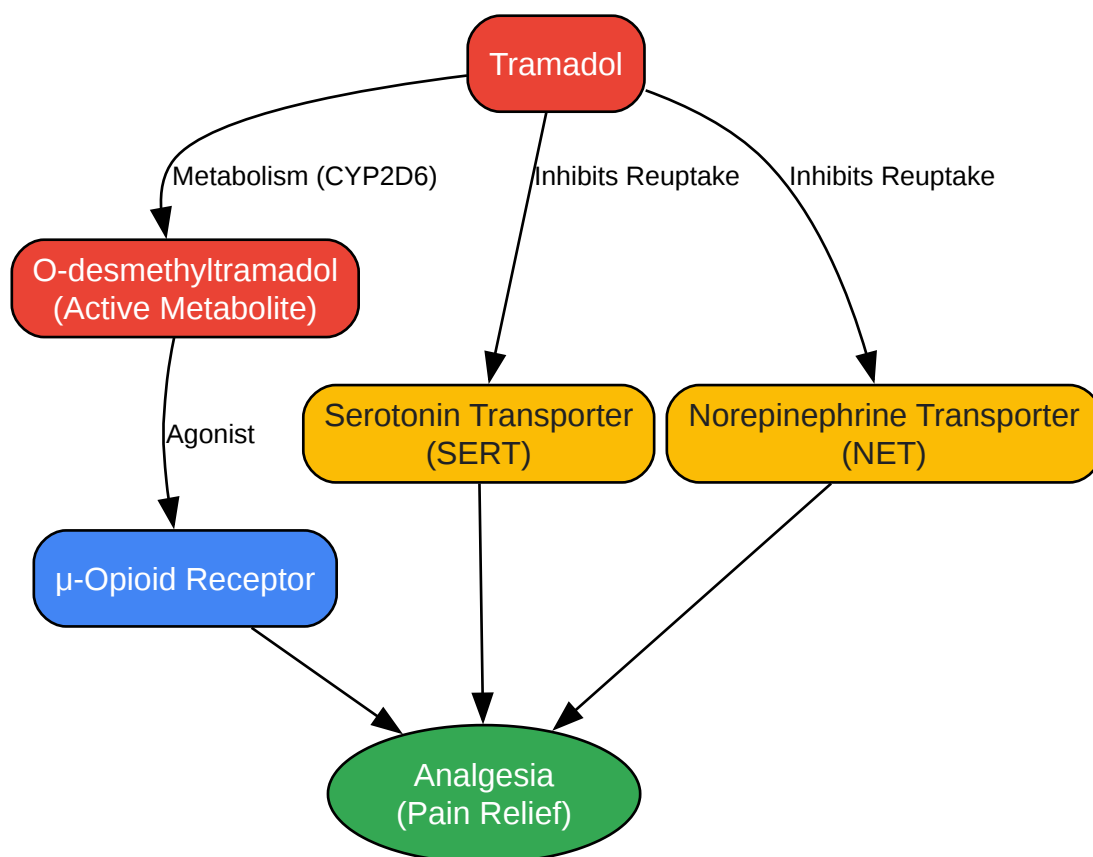 Tramadol
Metabolism (CYP2D6)
Inhibits Reuptake
Inhibits Reuptake
O-desmethyltramadol
(Active Metabolite)
Serotonin Transporter
(SERT)
Norepinephrine Transporter
(NET)
Agonist
μ-Opioid Receptor
Analgesia
(Pain Relief)